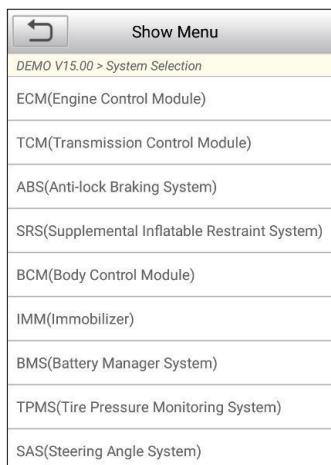 Show Menu
DEMO V15.00 > System Selection
ECM(Engine Control Module)
TCM(Transmission Control Module)
ABS(Anti-lock Braking System)
SRS(Supplemental Inflatable Restraint System)
BCM(Body Control Module)
IMM(Immobilizer)
BMS(Battery Manager System)
TPMS(Tire Pressure Monitoring System)
SAS(Steering Angle System)